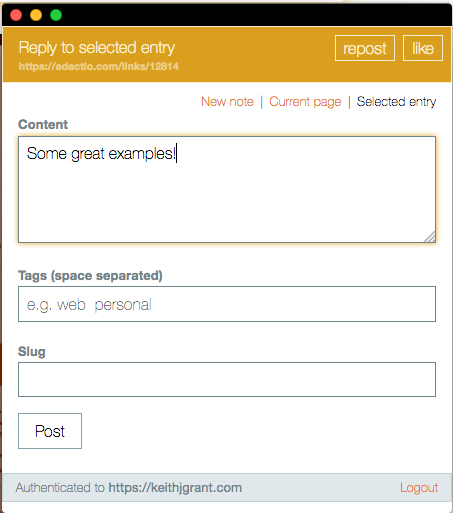 Reply to selected entry
repost
like
https://adactio.com/links/12814
New note | Current page | Selected entry
Content
Some great examples!
Tags (space separated)
e.g. web personal
Slug
Post
Authenticated to https://keithjgrant.com
Logout